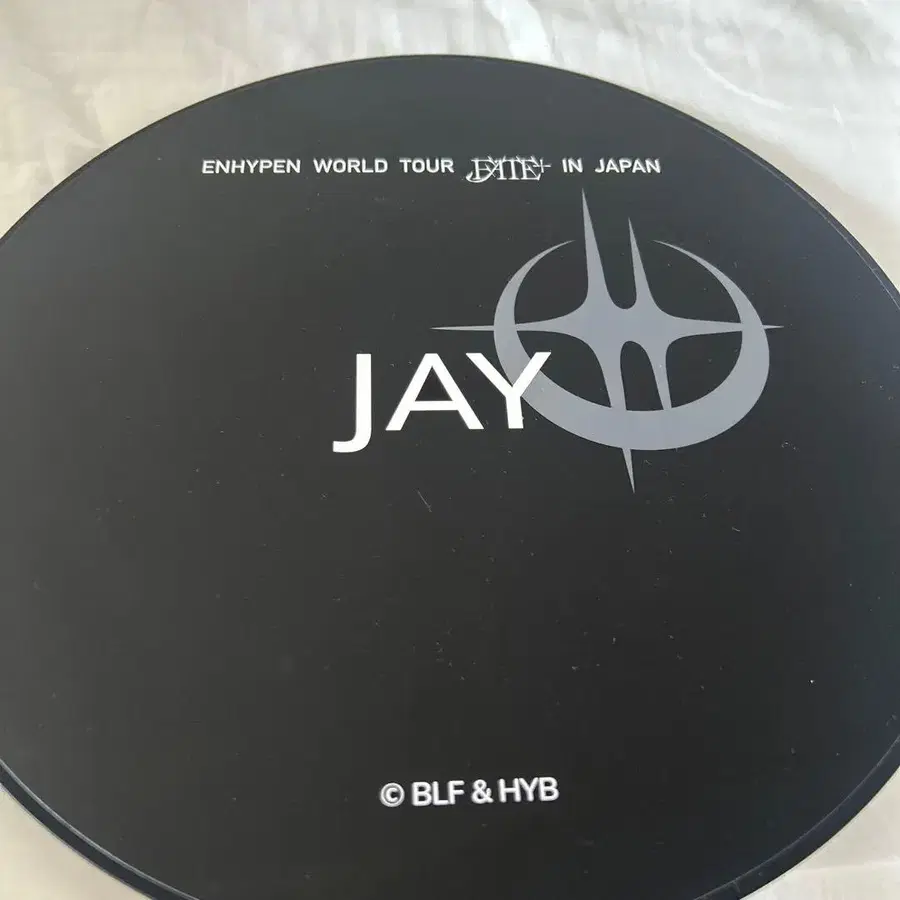 ENHYPEN WORLD TOUR FATE+ IN JAPAN
JAY
© BLF & HYB